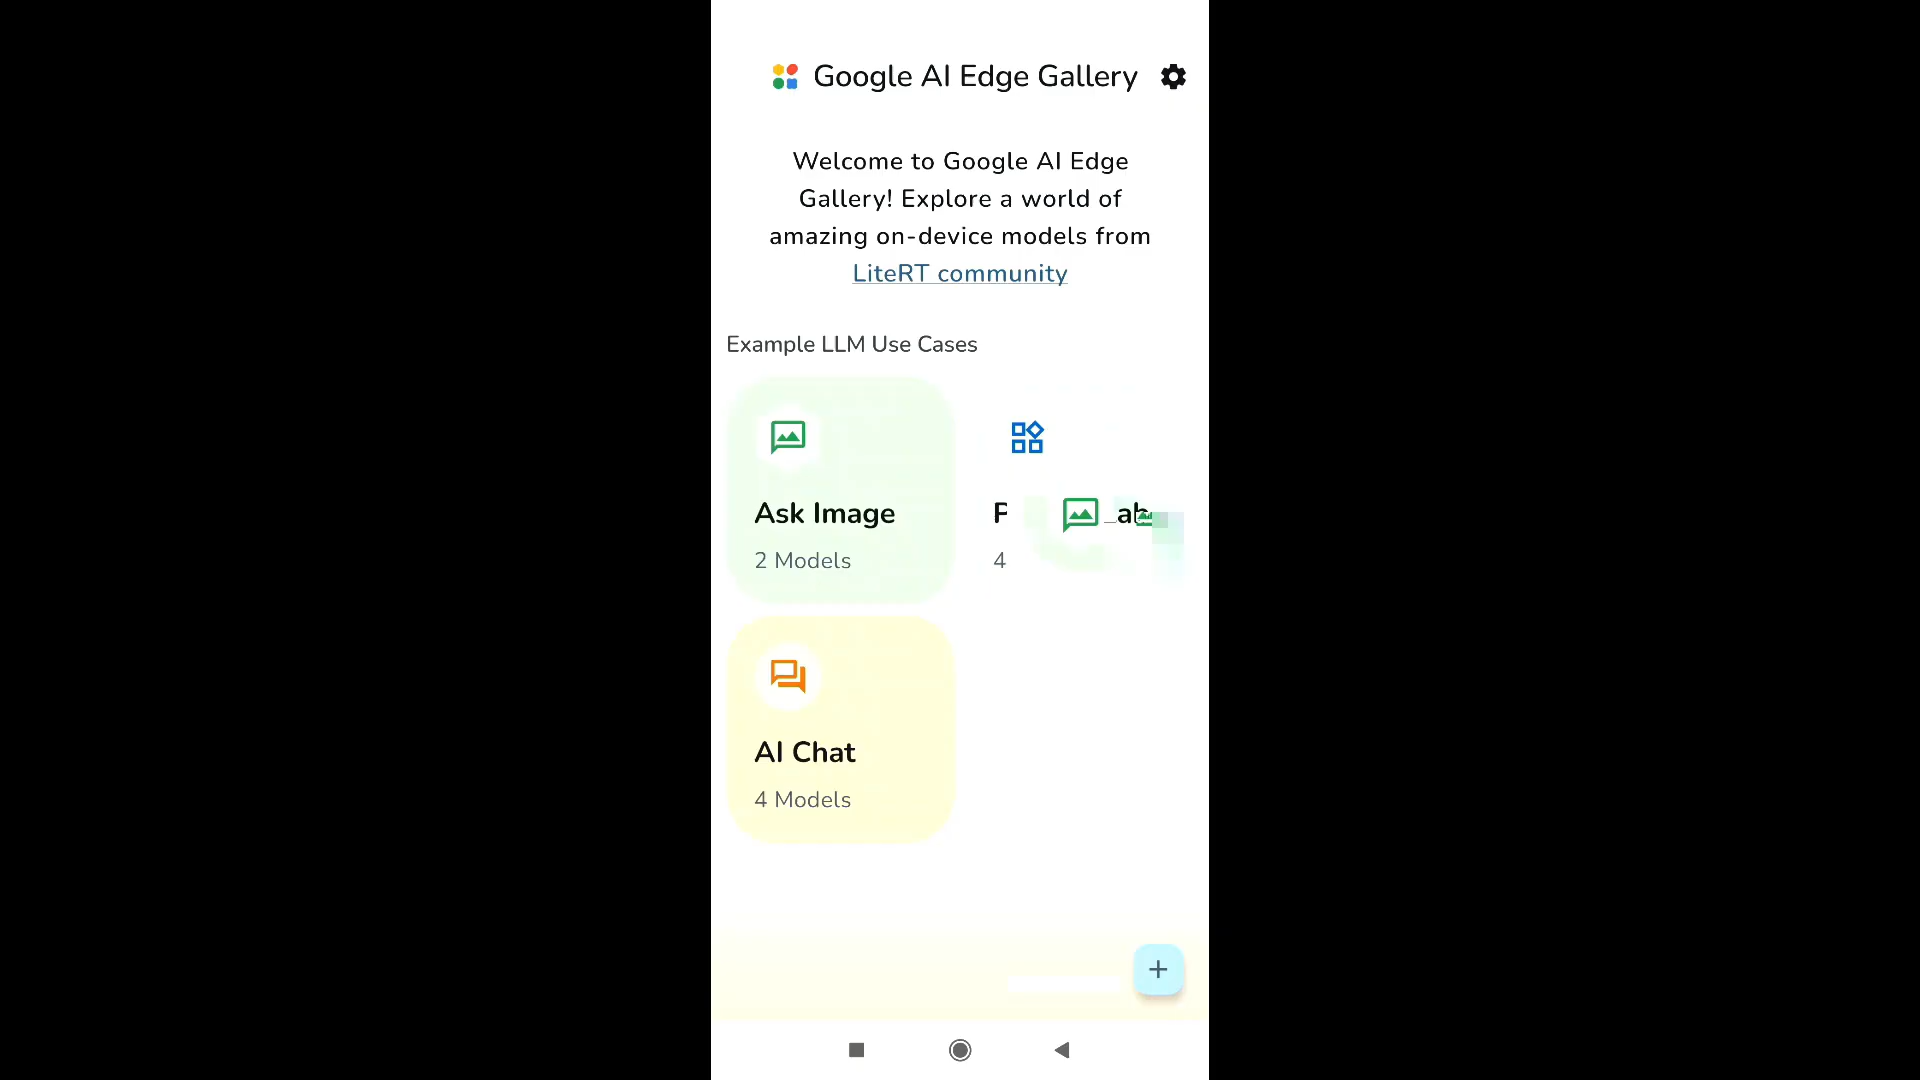 Google AI Edge Gallery
Welcome to Google AI Edge
Gallery! Explore a world of
amazing on-device models from
LiteRT community
Example LLM Use Cases
Ask Image
2 Models
4
AI Chat
4 Models